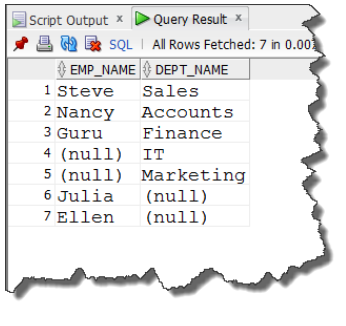 Script Output × Query Result ×
SQL | All Rows Fetched: 7 in 0.00
EMP_NAME DEPT_NAME
1 Steve Sales
2 Nancy Accounts
3 Guru Finance
4 (null) IT
5 (null) Marketing
6 Julia (null)
7 Ellen (null)